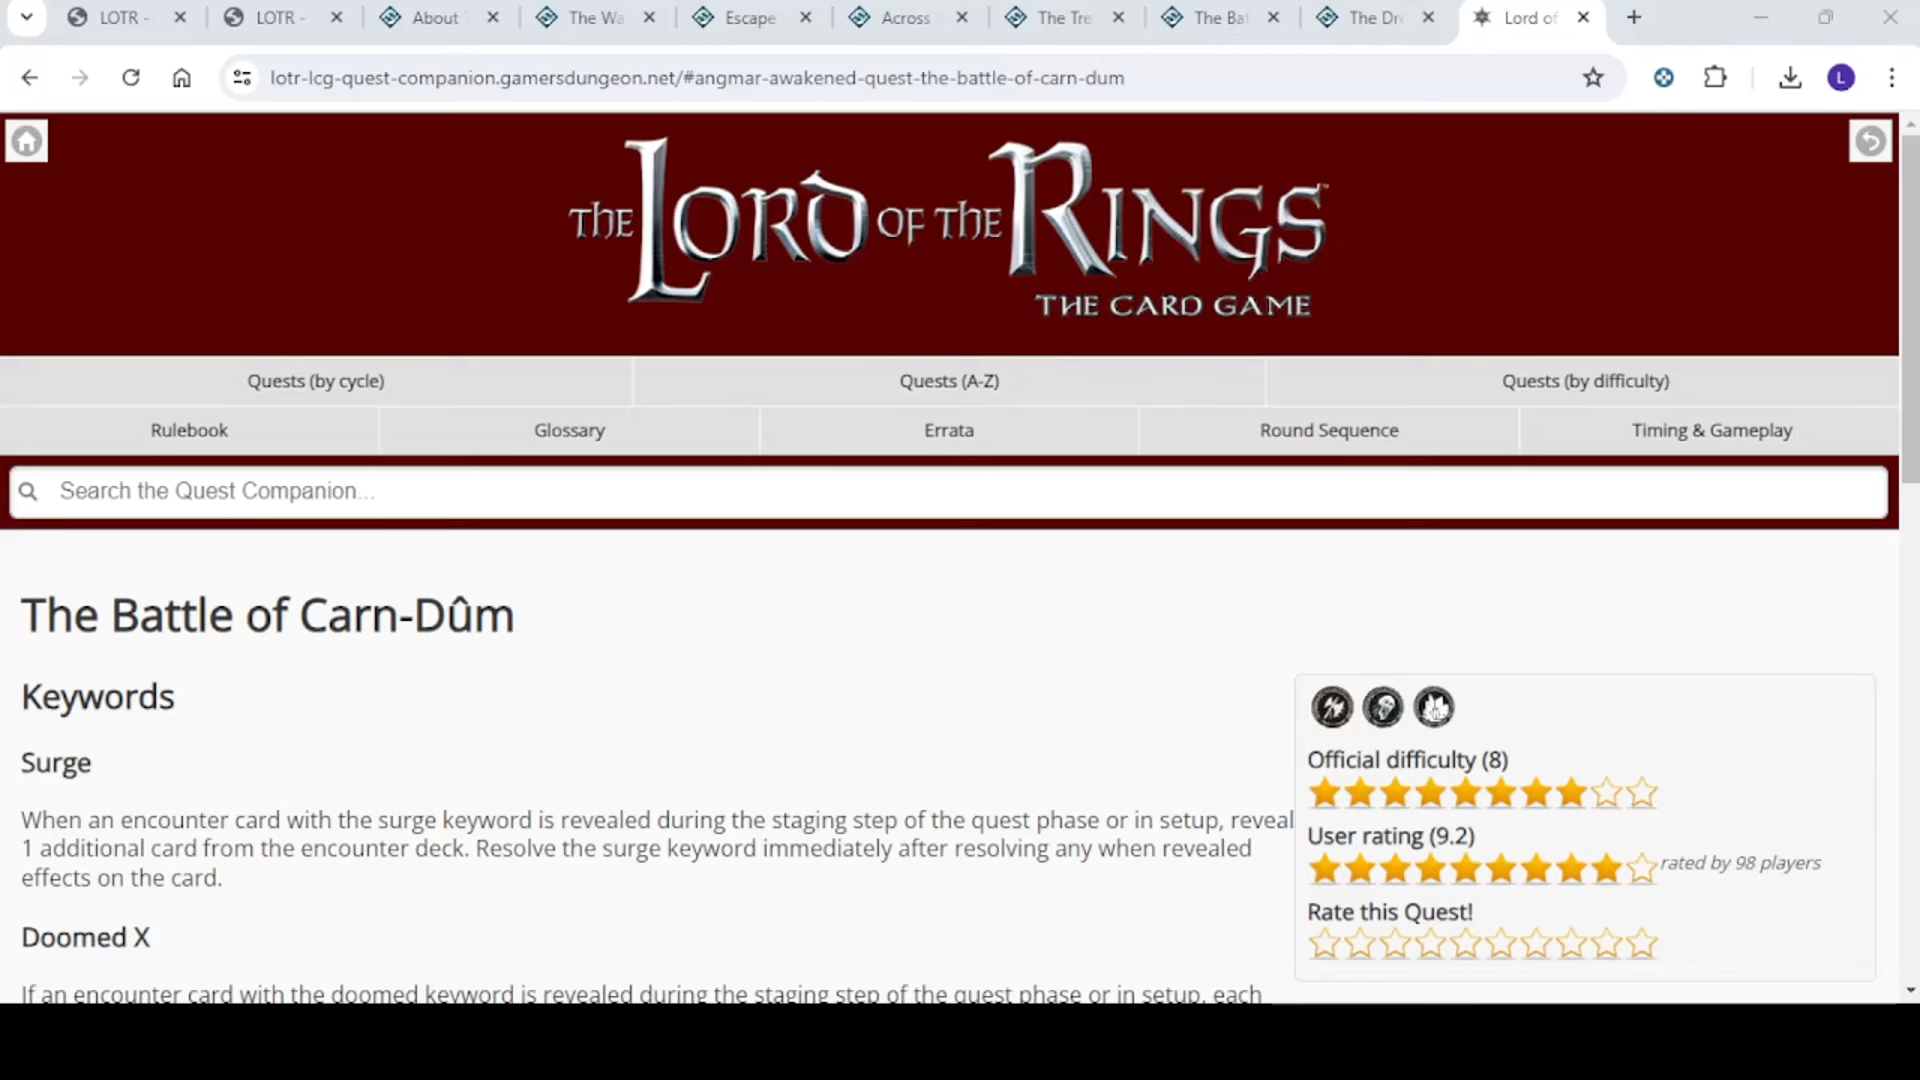 LOTR -
LOTR -
About
The Wa
Escape
Across
The Tre
The Bat
The Dr
Lord of
lotr-lcg-quest-companion.gamersdungeon.net/#angmar-awakened-quest-the-battle-of-carn-dum
L
THE LORD OF THE RINGS
THE CARD GAME
Quests (by cycle)
Quests (A-Z)
Quests (by difficulty)
Rulebook
Glossary
Errata
Round Sequence
Timing & Gameplay
Search the Quest Companion...
The Battle of Carn-Dûm
Keywords
Surge
When an encounter card with the surge keyword is revealed during the staging step of the quest phase or in setup, reveal
1 additional card from the encounter deck. Resolve the surge keyword immediately after resolving any when revealed
effects on the card.
Doomed X
If an encounter card with the doomed keyword is revealed during the staging step of the quest phase or in setup, each
Official difficulty (8)
User rating (9.2)
rated by 98 players
Rate this Quest!